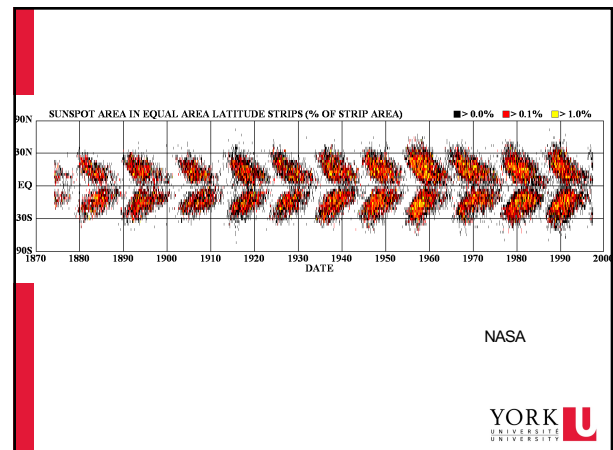 SUNSPOT AREA IN EQUAL AREA LATITUDE STRIPS (% OF STRIP AREA) > 0.0% > 0.1% > 1.0%
90N
30N
EQ
30S
90S
1870 1880 1890 1900 1910 1920 1930 1940 1950 1960 1970 1980 1990 2000
DATE
NASA
YORK U
UNIVERSITÉ
UNIVERSITY